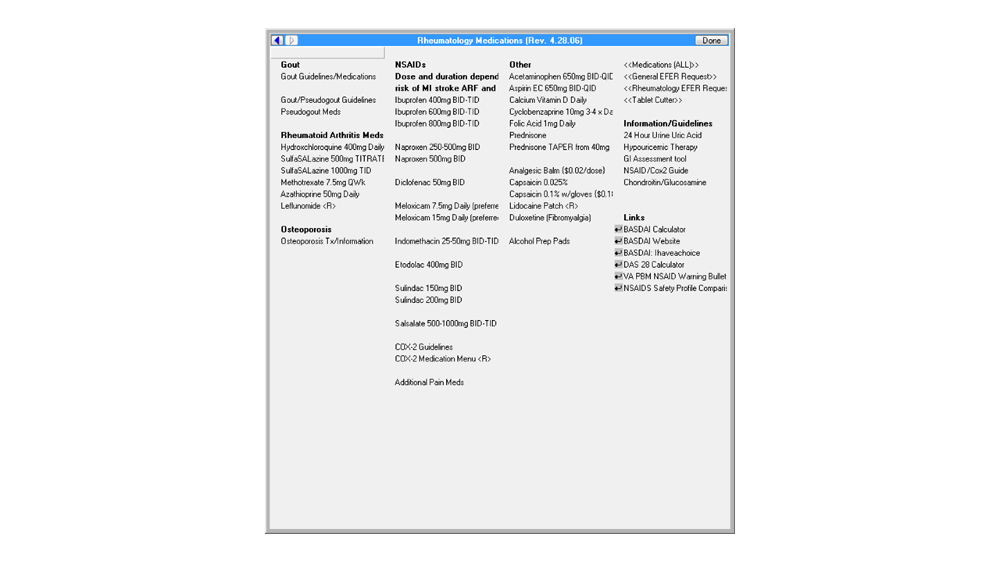 Rheumatology Medications (Rev. 4.28.06)
Done
Gout
Gout Guidelines/Medications
Gout/Pseudogout Guidelines
Pseudogout Meds
Rheumatoid Arthritis Meds
Hydroxchloroquine 400mg Daily
SulfaSALazine 500mg TITRATE
SulfaSALazine 1000mg TID
Methotrexate 7.5mg QWk
Azathioprine 50mg Daily
Leflunomide <R>
Osteoporosis
Osteoporosis Tx/Information
NSAIDs
Dose and duration depend
risk of MI stroke ARF and
Ibuprofen 400mg BID-TID
Ibuprofen 600mg BID-TID
Ibuprofen 800mg BID-TID
Naproxen 250-500mg BID
Naproxen 500mg BID
Diclofenac 50mg BID
Meloxicam 7.5mg Daily (preferre
Meloxicam 15mg Daily (preferre
Indomethacin 25-50mg BID-TID
Etodolac 400mg BID
Sulindac 150mg BID
Sulindac 200mg BID
Salsalate 500-1000mg BID-TID
COX-2 Guidelines
COX-2 Medication Menu <R>
Additional Pain Meds
Other
Acetaminophen 650mg BID-QID
Aspirin EC 650mg BID-QID
Calcium Vitamin D Daily
Cyclobenzaprine 10mg 3-4 x Da
Folic Acid 1mg Daily
Prednisone
Prednisone TAPER from 40mg
Analgesic Balm ($0.02/dose)
Capsaicin 0.025%
Capsaicin 0.1% w/gloves ($0.18
Lidocaine Patch <R>
Duloxetine (Fibromyalgia)
Alcohol Prep Pads
<<Medications (ALL)>>
<<General EFER Request>>
<<Rheumatology EFER Reques
<<Tablet Cutter>>
Information/Guidelines
24 Hour Urine Uric Acid
Hypouricemic Therapy
GI Assessment tool
NSAID/Cox2 Guide
Chondroitin/Glucosamine
Links
BASDAI Calculator
BASDAI Website
BASDAI: Ihaveachoice
DAS 28 Calculator
VA PBM NSAID Warning Bullet
NSAIDS Safety Profile Comparis